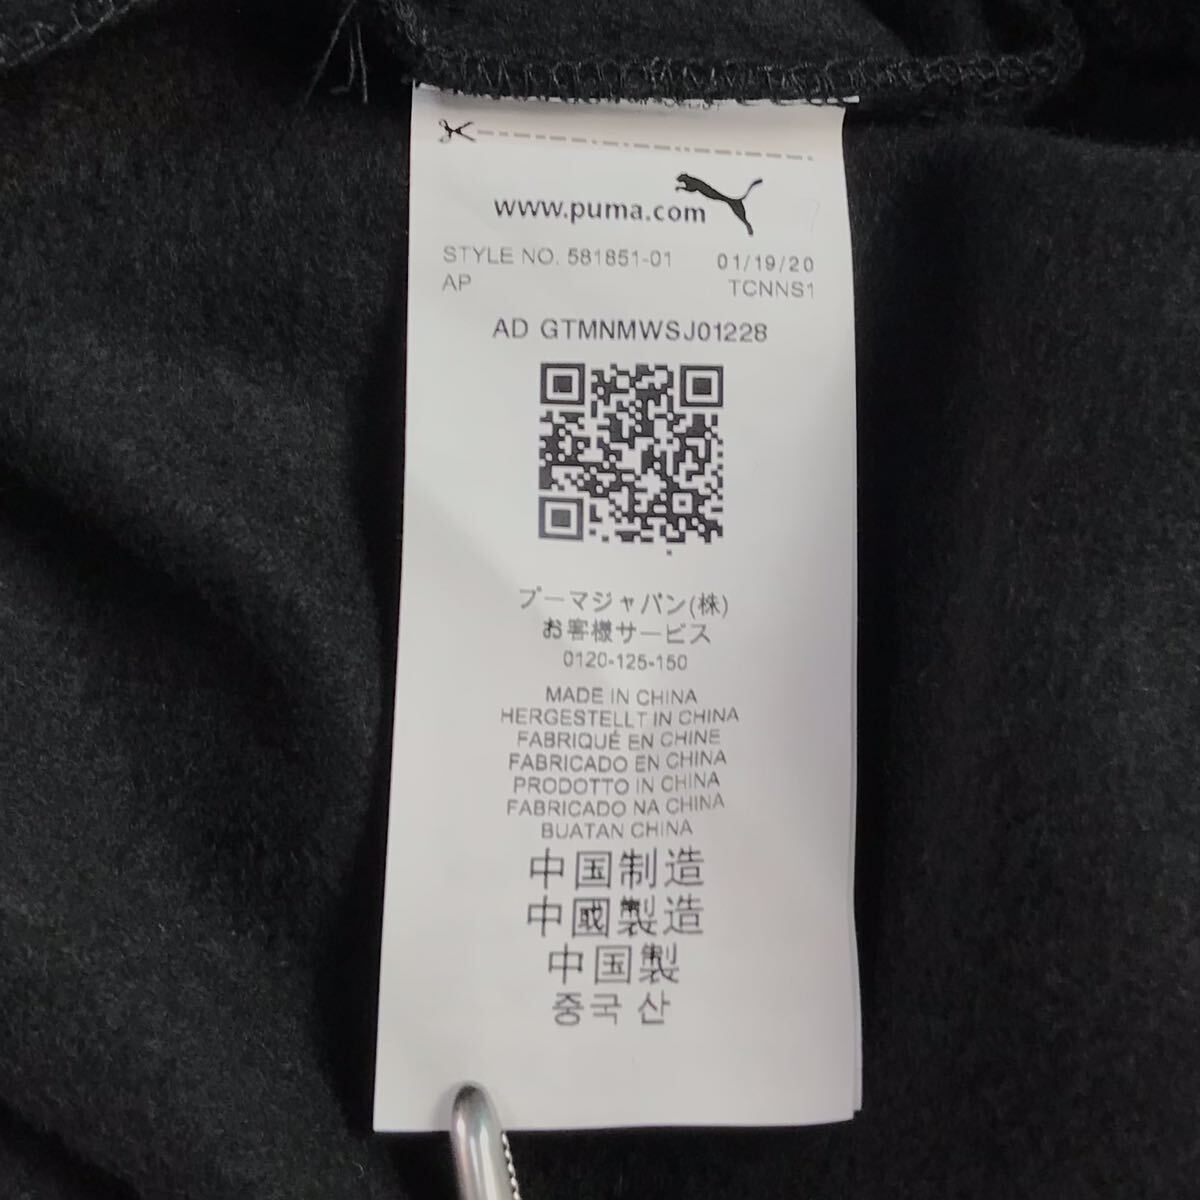 www.puma.com
STYLE NO. 581851-01 01/19/20
AP TCNNS1
AD GTMNMWSJ01228
プーマジャパン(株)
お客様サービス
0120-125-150
MADE IN CHINA
HERGESTELLT IN CHINA
FABRIQUÉ EN CHINE
FABRICADO EN CHINA
PRODOTTO IN CHINA
FABRICADO NA CHINA
BUATAN CHINA
中国制造
中國製造
中国製
중국 산